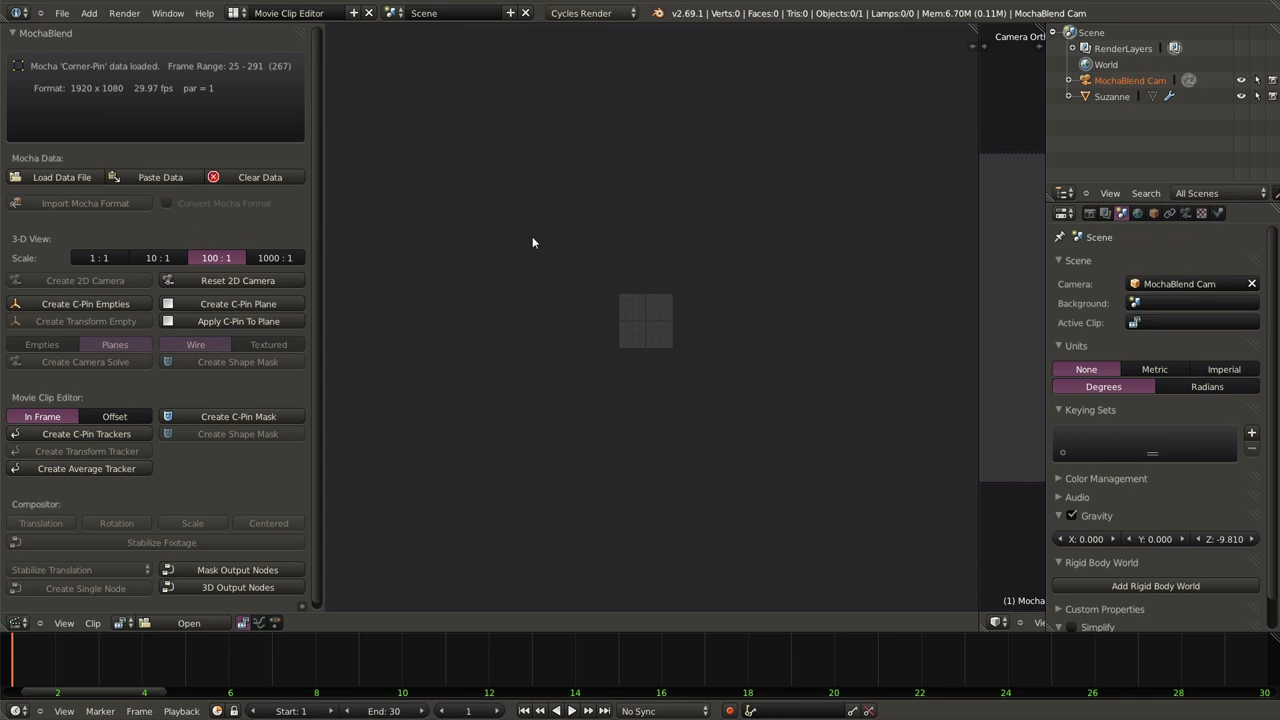 File Add Render Window Help Movie Clip Editor Scene Cycles Render v2.69.1 | Verts:0 | Faces:0 | Tris:0 | Objects:0/1 | Lamps:0/0 | Mem:6.70M (0.11M) | MochaBlend Cam
MochaBlend
Mocha 'Corner-Pin' data loaded. Frame Range: 25 - 291 (267)
Format: 1920 x 1080 29.97 fps par = 1
Mocha Data:
Load Data File Paste Data Clear Data
Import Mocha Format Convert Mocha Format
3-D View:
Scale: 1 : 1 10 : 1 100 : 1 1000 : 1
Create 2D Camera Reset 2D Camera
Create C-Pin Empties Create C-Pin Plane
Create Transform Empty Apply C-Pin To Plane
Empties Planes Wire Textured
Create Camera Solve Create Shape Mask
Movie Clip Editor:
In Frame Offset Create C-Pin Mask
Create C-Pin Trackers Create Shape Mask
Create Transform Tracker
Create Average Tracker
Compositor:
Translation Rotation Scale Centered
Stabilize Footage
Stabilize Translation Mask Output Nodes
Create Single Node 3D Output Nodes
View Clip Open
Camera Orth
(1) Mocha
Vie
Scene
RenderLayers |
World
MochaBlend Cam |
Suzanne |
View Search All Scenes
Scene
Scene
Camera: MochaBlend Cam
Background:
Active Clip:
Units
None Metric Imperial
Degrees Radians
Keying Sets
Color Management
Audio
Gravity
X: 0.000 Y: 0.000 Z: -9.810
Rigid Body World
Add Rigid Body World
Custom Properties
Simplify
2 4 6 8 10 12 14 16 18 20 22 24 26 28 30
View Marker Frame Playback Start: 1 End: 30 1 No Sync